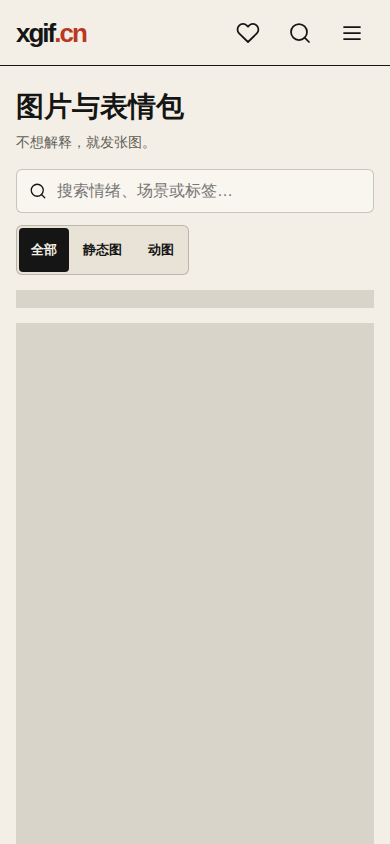 xgif.cn
图片与表情包
不想解释，就发张图。
搜索情绪、场景或标签…
全部 静态图 动图